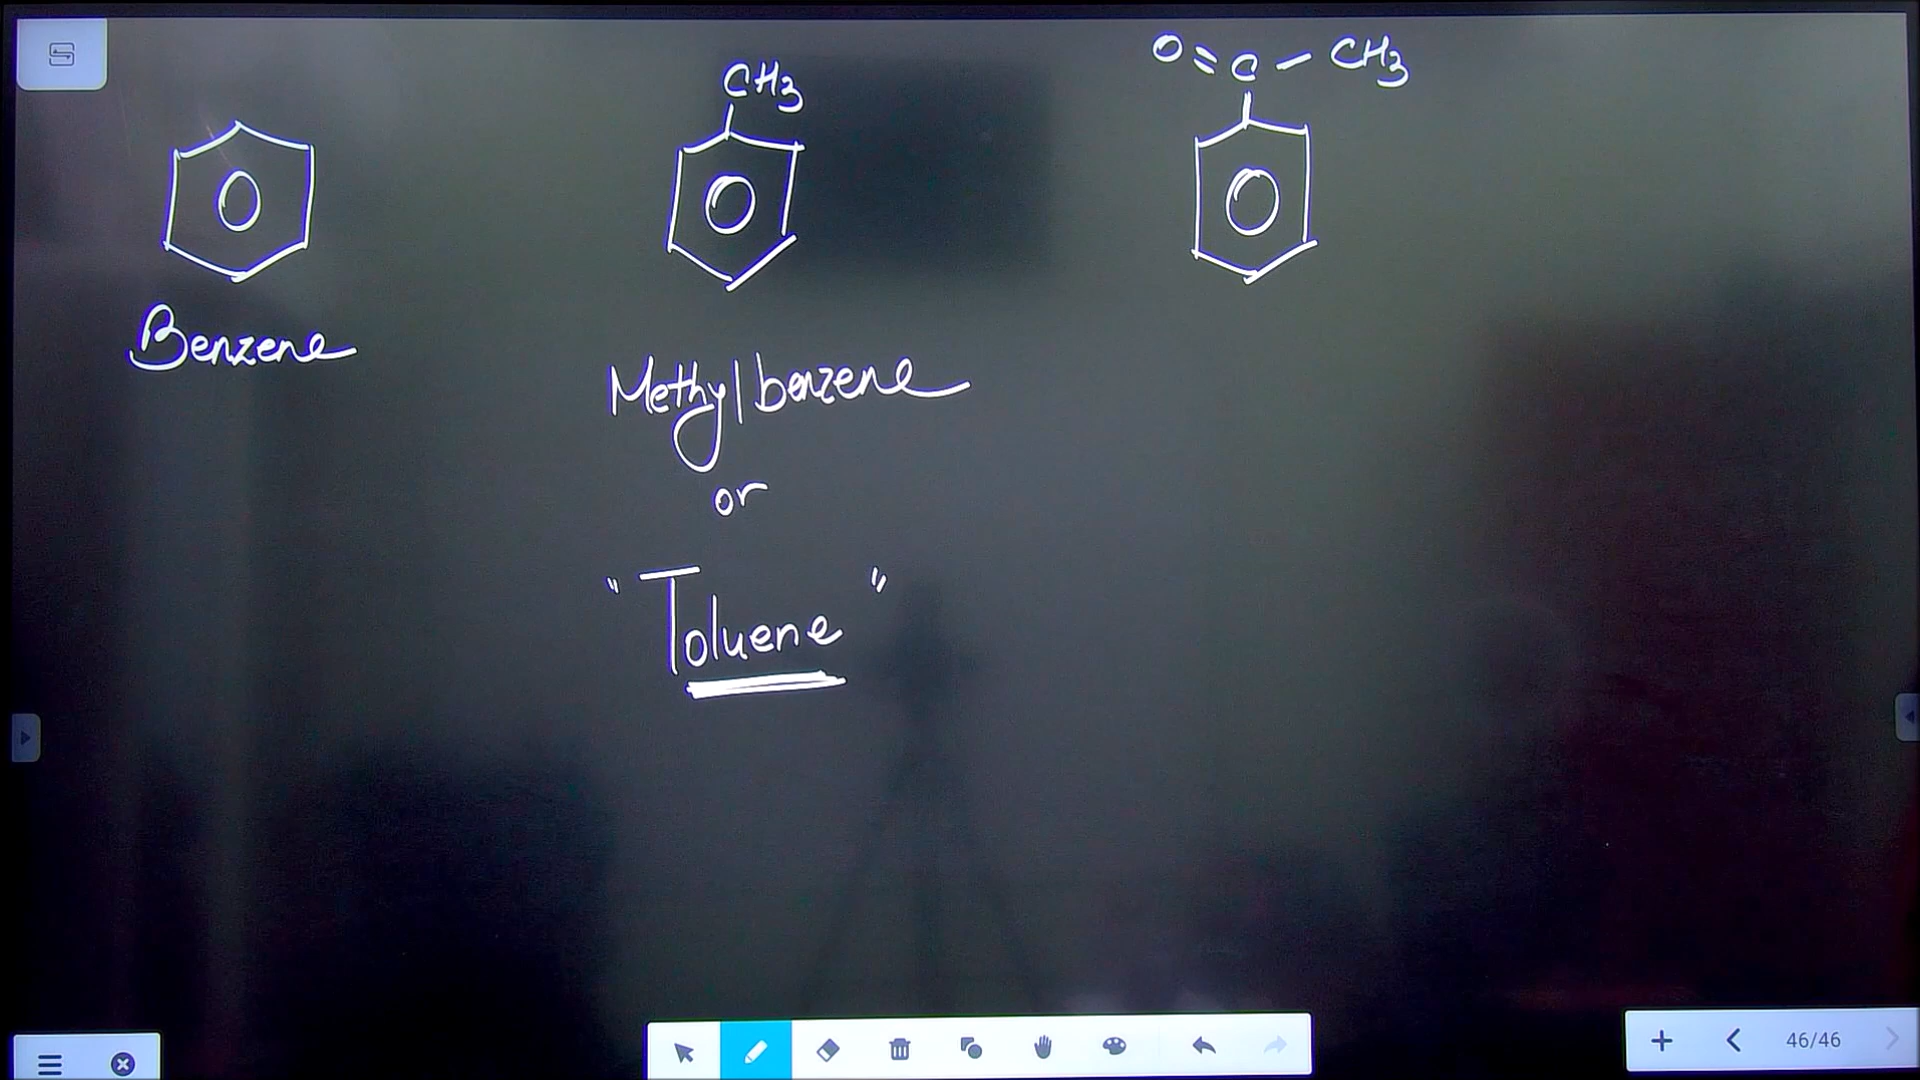 CH3
O=C-CH3
Benzene
Methylbenzene
or
"Toluene"
46/46